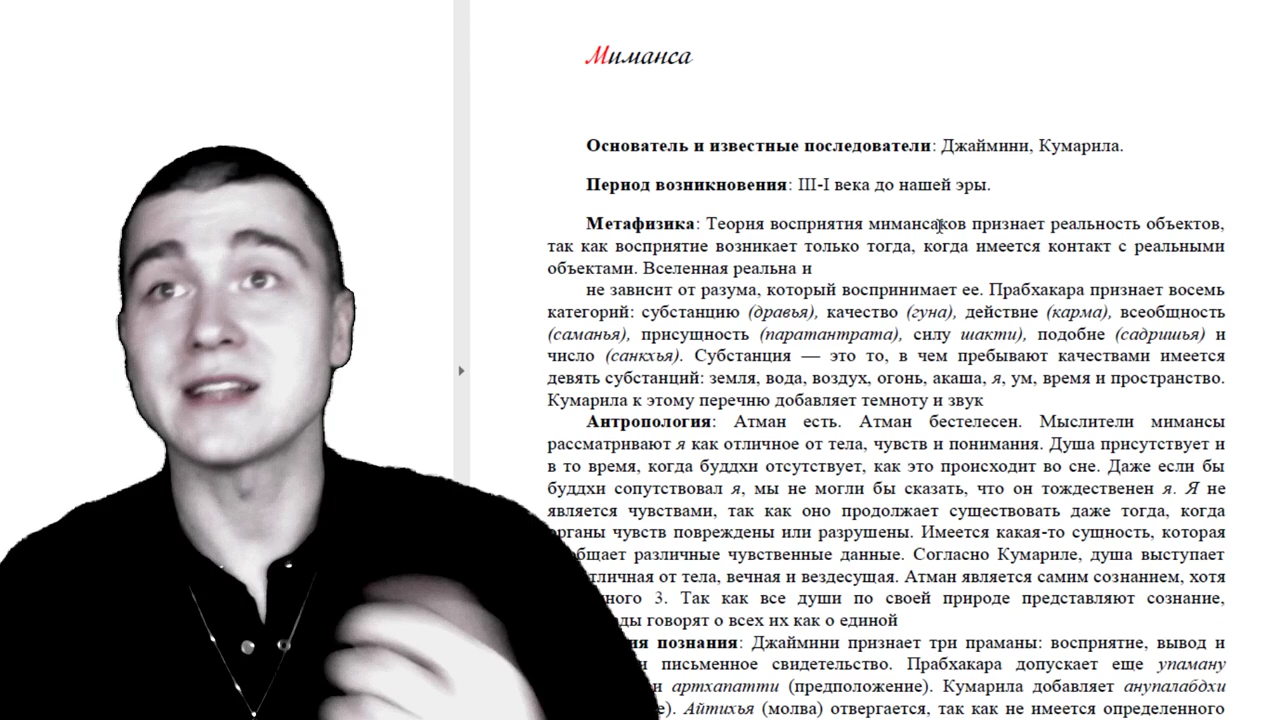 Миманса
Основатель и известные последователи: Джаймини, Кумарила.
Период возникновения: III-I века до нашей эры.
Метафизика: Теория восприятия мимансаков признает реальность объектов,
так как восприятие возникает только тогда, когда имеется контакт с реальными
объектами. Вселенная реальна и
не зависит от разума, который воспринимает ее. Прабхакара признает восемь
категорий: субстанцию (дравья), качество (гуна), действие (карма), всеобщность
(саманья), присущность (паратантрата), силу шакти), подобие (садришья) и
число (санкхья). Субстанция — это то, в чем пребывают качествами имеется
девять субстанций: земля, вода, воздух, огонь, акаша, я, ум, время и пространство.
Кумарила к этому перечню добавляет темноту и звук
Антропология: Атман есть. Атман бестелесен. Мыслители мимансы
рассматривают я как отличное от тела, чувств и понимания. Душа присутствует и
в то время, когда буддхи отсутствует, как это происходит во сне. Даже если бы
буддхи сопутствовал я, мы не могли бы сказать, что он тождественен я. Я не
является чувствами, так как оно продолжает существовать даже тогда, когда
органы чувств повреждены или разрушены. Имеется какая-то сущность, которая
общает различные чувственные данные. Согласно Кумариле, душа выступает
тличная от тела, вечная и вездесущая. Атман является самим сознанием, хотя
ного 3. Так как все души по своей природе представляют сознание,
ды говорят о всех их как о единой
ия познания: Джаймини признает три праманы: восприятие, вывод и
и письменное свидетельство. Прабхакара допускает еще упаману
и артхапатти (предположение). Кумарила добавляет анупалабдхи
е). Айтихья (молва) отвергается, так как не имеется определенного